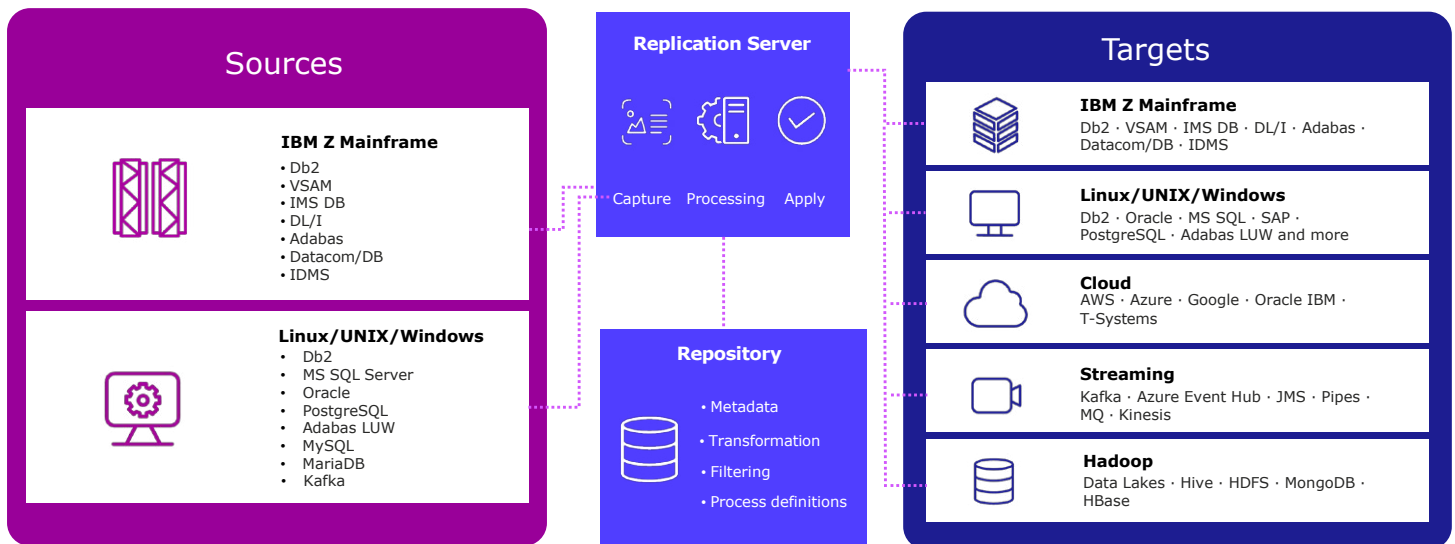 Sources
IBM Z Mainframe
• Db2
• VSAM
• IMS DB
• DL/I
• Adabas
• Datacom/DB
• IDMS
Linux/UNIX/Windows
• Db2
• MS SQL Server
• Oracle
• PostgreSQL
• Adabas LUW
• MySQL
• MariaDB
• Kafka
Replication Server
Capture Processing Apply
Repository
• Metadata
• Transformation
• Filtering
• Process definitions
Targets
IBM Z Mainframe
Db2 · VSAM · IMS DB · DL/I · Adabas ·
Datacom/DB · IDMS
Linux/UNIX/Windows
Db2 · Oracle · MS SQL · SAP ·
PostgreSQL · Adabas LUW and more
Cloud
AWS · Azure · Google · Oracle IBM ·
T-Systems
Streaming
Kafka · Azure Event Hub · JMS · Pipes ·
MQ · Kinesis
Hadoop
Data Lakes · Hive · HDFS · MongoDB ·
HBase